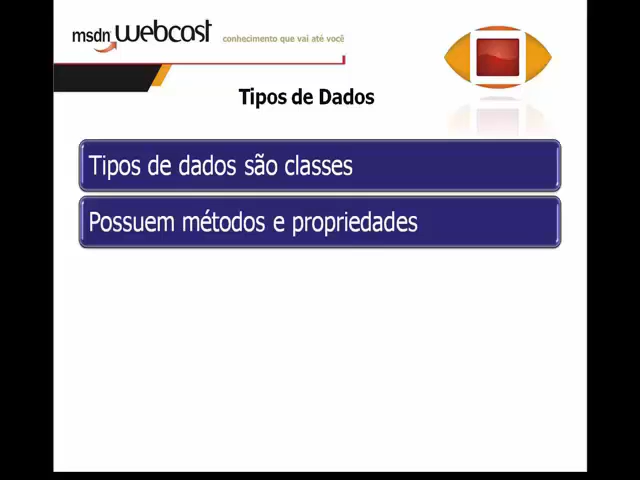 msdn webcast conhecimento que vai até você
Tipos de Dados
Tipos de dados são classes
Possuem métodos e propriedades